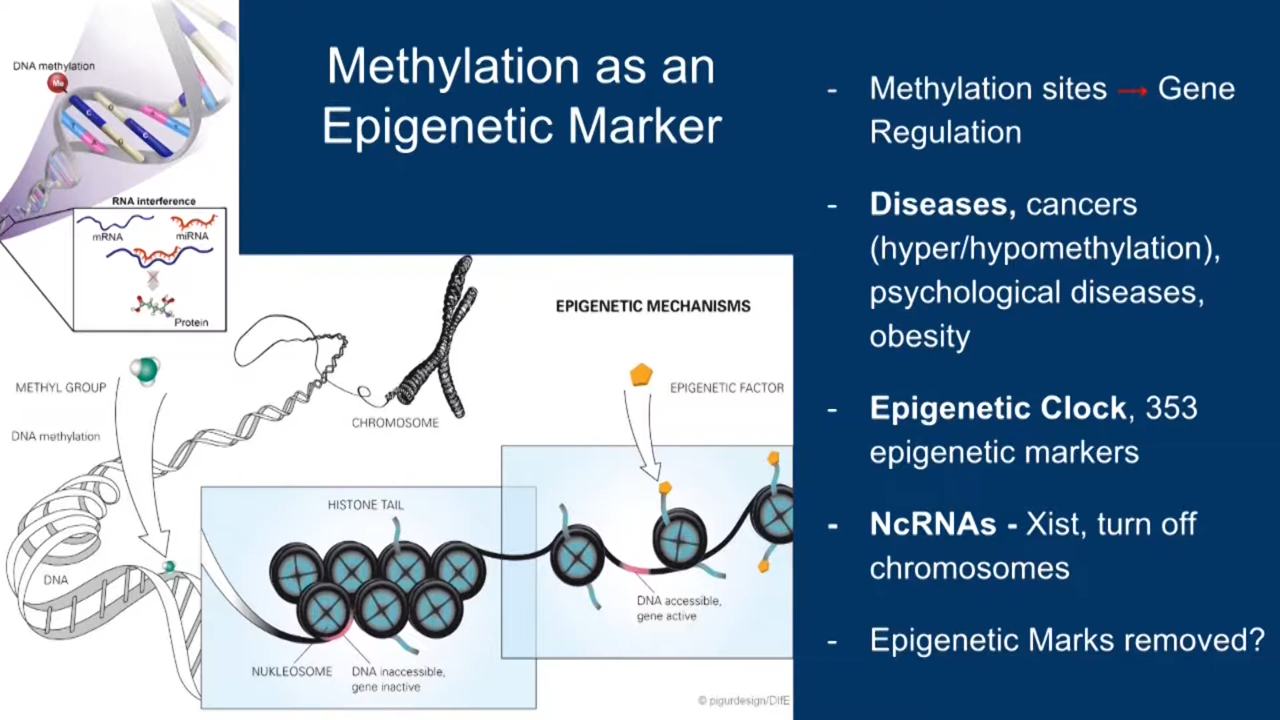 Methylation as an
Epigenetic Marker
DNA methylation
Me
RNA interference
mRNA
miRNA
Protein
EPIGENETIC MECHANISMS
METHYL GROUP
DNA methylation
CHROMOSOME
EPIGENETIC FACTOR
HISTONE TAIL
DNA
DNA accessible,
gene active
NUKLEOSOME
DNA inaccessible,
gene inactive
© pigurdesign/DIfE
- Methylation sites → Gene
Regulation
- Diseases, cancers
(hyper/hypomethylation),
psychological diseases,
obesity
- Epigenetic Clock, 353
epigenetic markers
- NcRNAs - Xist, turn off
chromosomes
- Epigenetic Marks removed?